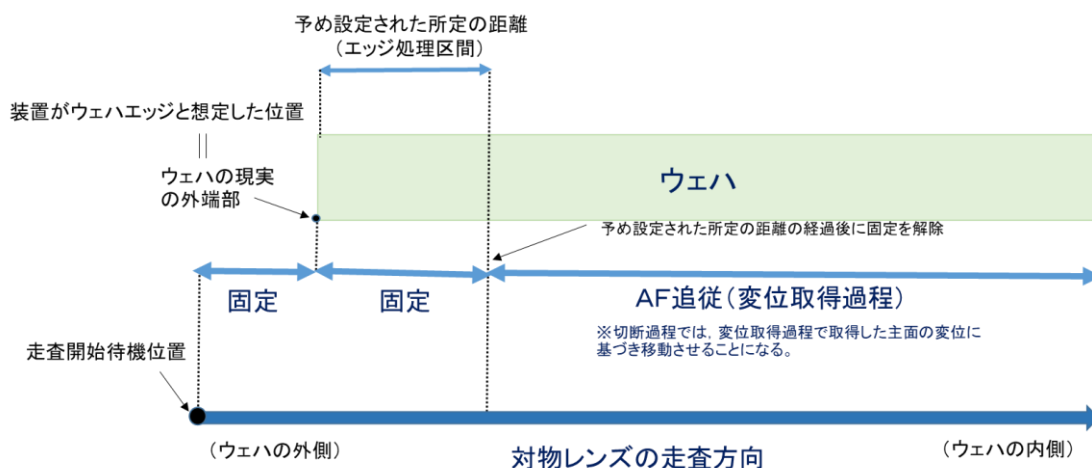 予め設定された所定の距離
（エッジ処理区間）
装置がウェハエッジと想定した位置
||
ウェハの現実
の外端部
ウェハ
予め設定された所定の距離の経過後に固定を解除
固定
固定
AF追従（変位取得過程）
※切断過程では，変位取得過程で取得した主面の変位に
基づき移動させることになる。
走査開始待機位置
（ウェハの外側）
対物レンズの走査方向
（ウェハの内側）